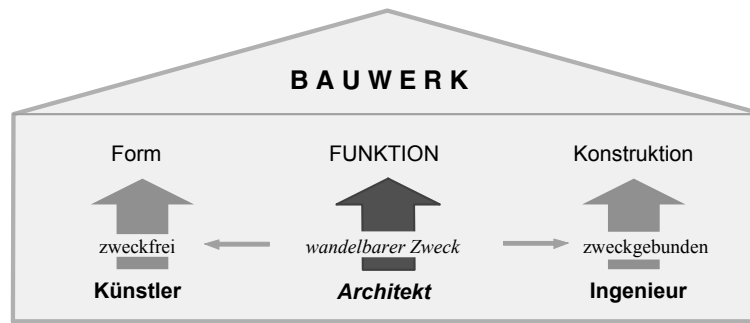 BAUWERK
Form FUNKTION Konstruktion
zweckfrei wandelbarer Zweck zweckgebunden
Künstler Architekt Ingenieur